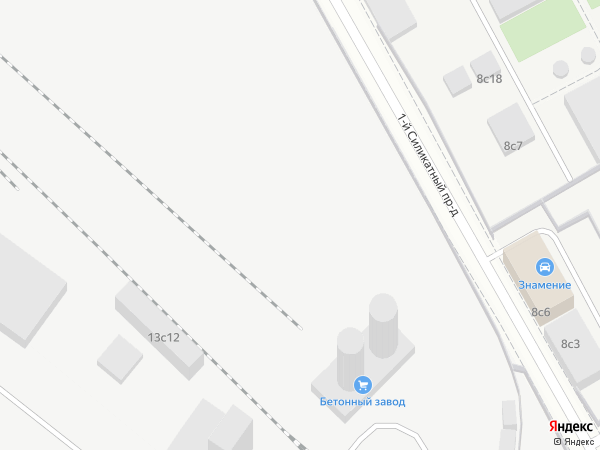 8с18
1-й Силикатный пр-д
8с7
Знамение
8с6
13с12
8с3
Бетонный завод
Яндекс
© Яндекс